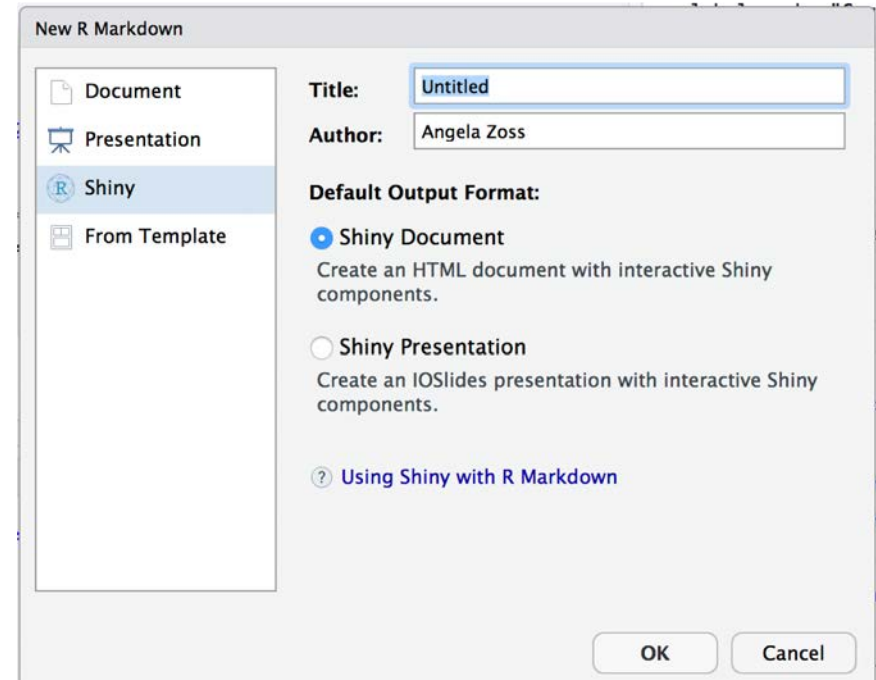 New R Markdown
Document
Presentation
R Shiny
From Template
Title: Untitled
Author: Angela Zoss
Default Output Format:
Shiny Document
Create an HTML document with interactive Shiny
components.
Shiny Presentation
Create an IOSlides presentation with interactive Shiny
components.
? Using Shiny with R Markdown
OK Cancel